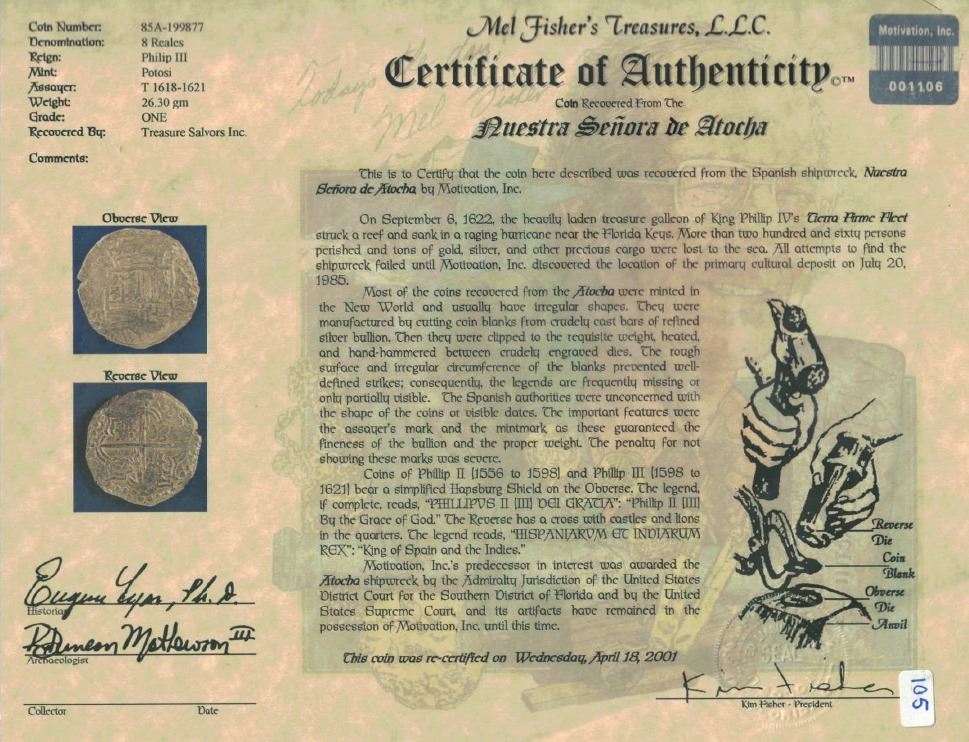 Coin Number: 85A-199877
Denomination: 8 Reales
Reign: Philip III
Mint: Potosi
Assayer: T 1618-1621
Weight: 26.30 gm
Grade: ONE
Recovered By: Treasure Salvors Inc.
Comments:
Mel Fisher's Treasures, L.L.C.
Certificate of Authenticity ©™
Coin Recovered From The
Nuestra Señora de Atocha
Motivation, Inc.
001106
Todays the day!
Mel Fisher
This is to Certify that the coin here described was recovered from the Spanish shipwreck, Nuestra
Señora de Atocha, by Motivation, Inc.
On September 6, 1622, the heavily laden treasure galleon of King Phillip IV's Tierra Firme Fleet
struck a reef and sank in a raging hurricane near the Florida Keys. More than two hundred and sixty persons
perished and tons of gold, silver, and other precious cargo were lost to the sea. All attempts to find the
shipwreck failed until Motivation, Inc. discovered the location of the primary cultural deposit on July 20,
1985.
Most of the coins recovered from the Atocha were minted in
the New World and usually have irregular shapes. They were
manufactured by cutting coin blanks from crudely cast bars of refined
silver bullion. Then they were clipped to the requisite weight, heated,
and hand-hammered between crudely engraved dies. The rough
surface and irregular circumference of the blanks prevented well-
defined strikes; consequently, the legends are frequently missing or
only partially visible. The Spanish authorities were unconcerned with
the shape of the coins or visible dates. The important features were
the assayer's mark and the mintmark as these guaranteed the
fineness of the bullion and the proper weight. The penalty for not
showing these marks was severe.
Coins of Phillip II (1556 to 1598) and Phillip III (1598 to
1621) bear a simplified Hapsburg Shield on the Obverse. The legend,
if complete, reads, "PHILLIPVS II (III) DEI GRATIA": "Phillip II (III)
By the Grace of God." The Reverse has a cross with castles and lions
in the quarters. The legend reads, "HISPANIARVM ET INDIARUM
REX": "King of Spain and the Indies."
Motivation, Inc.'s predecessor in interest was awarded the
Atocha shipwreck by the Admiralty Jurisdiction of the United States
District Court for the Southern District of Florida and by the United
States Supreme Court, and its artifacts have remained in the
possession of Motivation, Inc. until this time.
This coin was re-certified on Wednesday, April 18, 2001
Obverse View
Reverse View
Reverse
Die
Coin
Blank
Obverse
Die
Anvil
Eugene Lyon, Ph. D.
Historian
R. Duncan Mathewson III
Archaeologist
Collector Date
SEAL
Kim Fisher
Kim Fisher - President
105